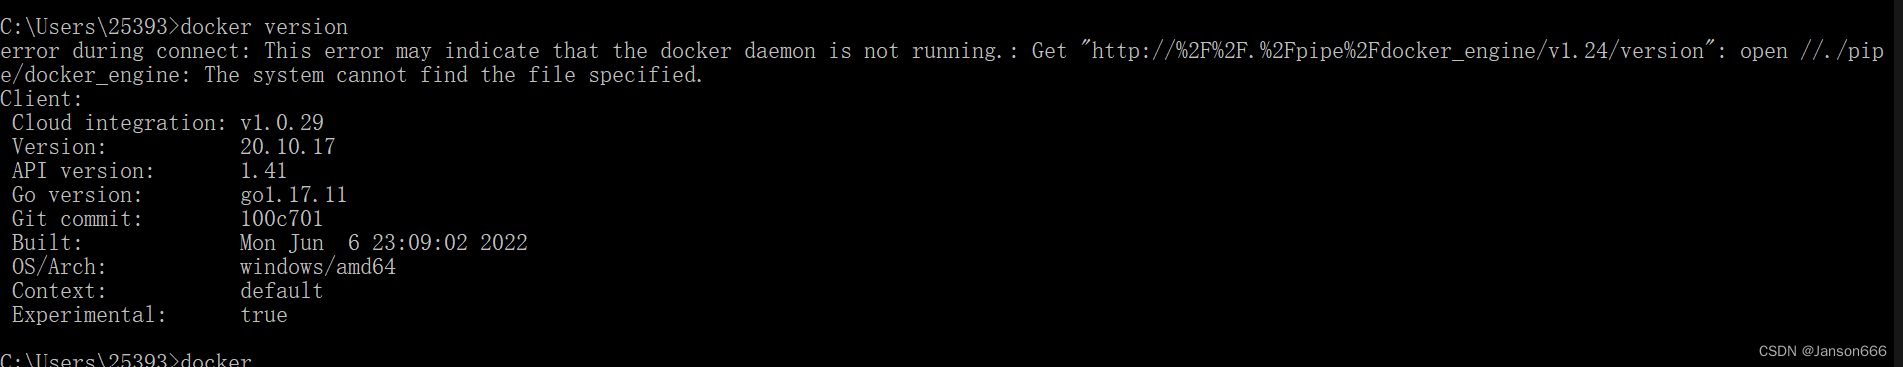 C:\Users\25393>docker version
error during connect: This error may indicate that the docker daemon is not running.: Get "http://%2F%2F.%2Fpipe%2Fdocker_engine/v1.24/version": open //./pip
e/docker_engine: The system cannot find the file specified.
Client:
 Cloud integration: v1.0.29
 Version:           20.10.17
 API version:       1.41
 Go version:        go1.17.11
 Git commit:        100c701
 Built:             Mon Jun  6 23:09:02 2022
 OS/Arch:           windows/amd64
 Context:           default
 Experimental:      true
C:\Users\25393>docker
CSDN @Janson666